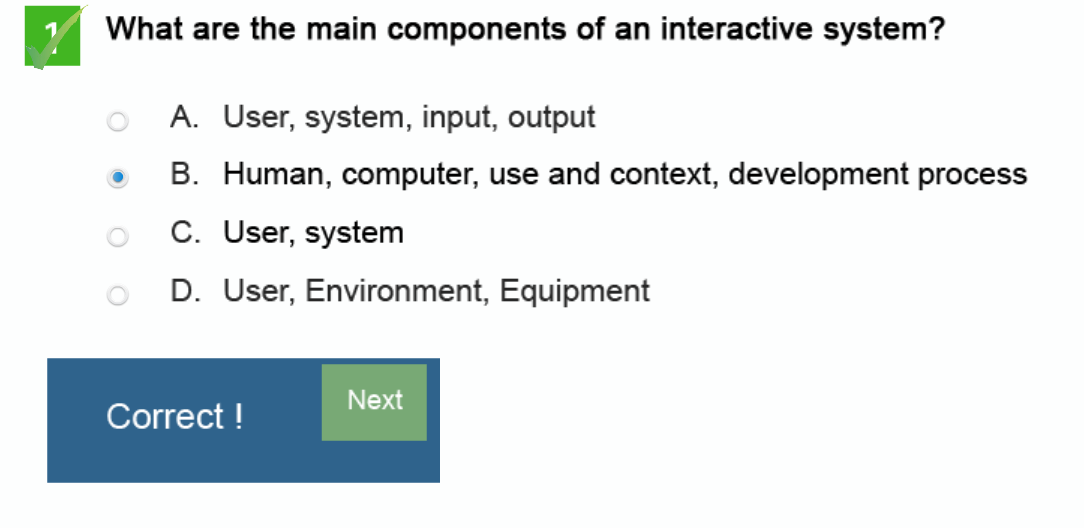 1 What are the main components of an interactive system?
A. User, system, input, output
B. Human, computer, use and context, development process
C. User, system
D. User, Environment, Equipment
Next
Correct !